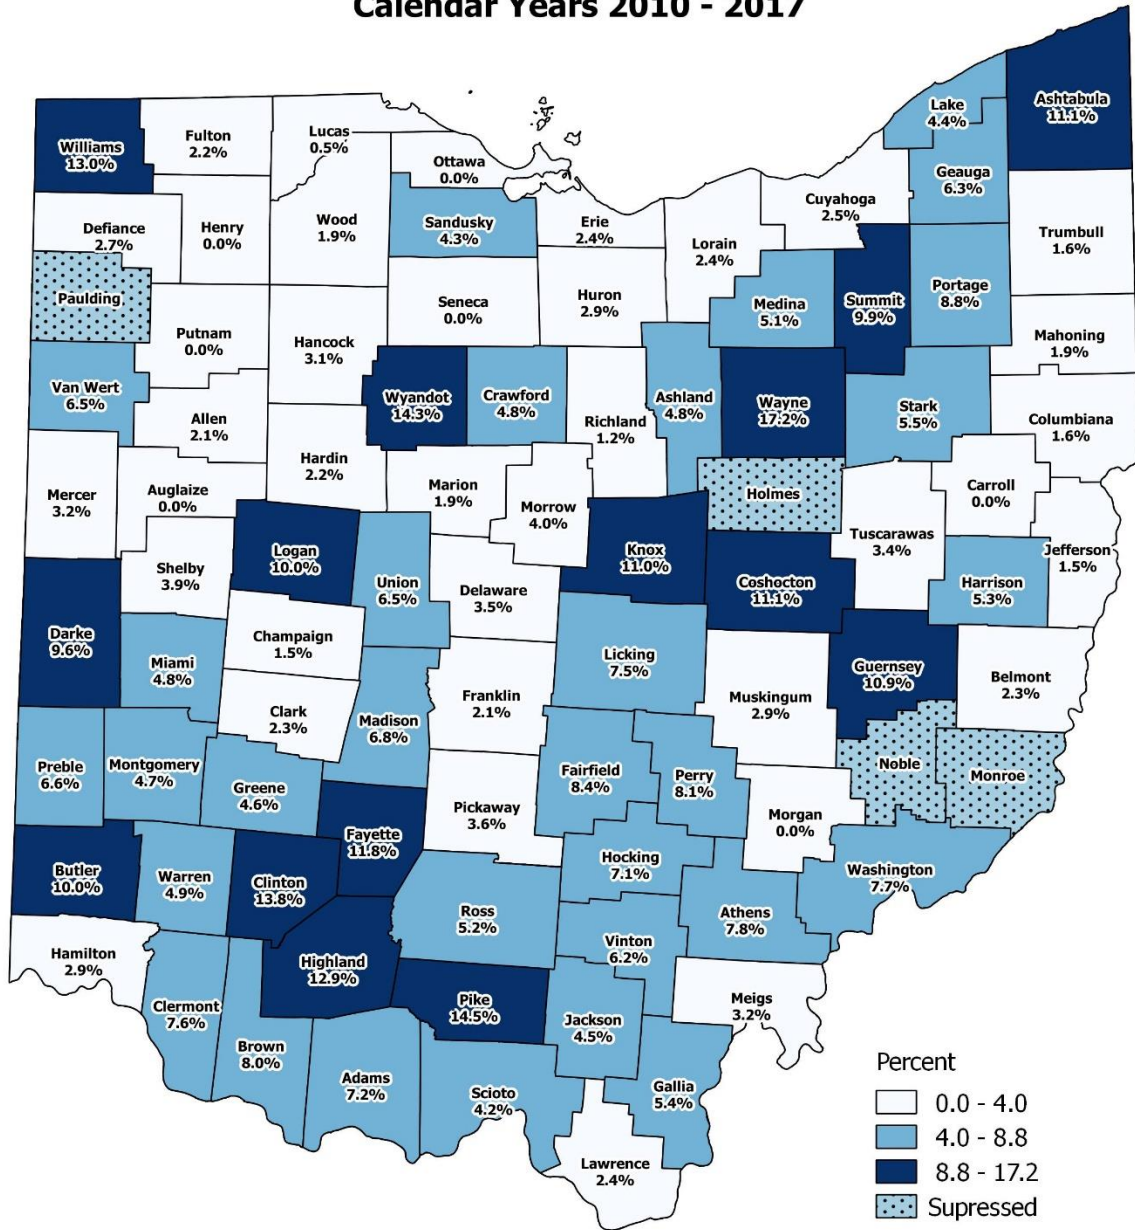 Calendar Years 2010 - 2017
Ashtabula
11.1%
Lake
4.4%
Williams
13.0%
Fulton
2.2%
Lucas
0.5%
Ottawa
0.0%
Geauga
6.3%
Cuyahoga
2.5%
Defiance
2.7%
Henry
0.0%
Wood
1.9%
Sandusky
4.3%
Erie
2.4%
Lorain
2.4%
Trumbull
1.6%
Paulding
Seneca
0.0%
Huron
2.9%
Medina
5.1%
Summit
9.9%
Portage
8.8%
Putnam
0.0%
Hancock
3.1%
Mahoning
1.9%
Van Wert
6.5%
Wyandot
14.3%
Crawford
4.8%
Ashland
4.8%
Wayne
17.2%
Stark
5.5%
Allen
2.1%
Richland
1.2%
Columbiana
1.6%
Hardin
2.2%
Mercer
3.2%
Auglaize
0.0%
Marion
1.9%
Morrow
4.0%
Holmes
Carroll
0.0%
Tuscarawas
3.4%
Jefferson
1.5%
Logan
10.0%
Knox
11.0%
Shelby
3.9%
Union
6.5%
Delaware
3.5%
Coshocton
11.1%
Harrison
5.3%
Darke
9.6%
Champaign
1.5%
Miami
4.8%
Licking
7.5%
Guernsey
10.9%
Belmont
2.3%
Clark
2.3%
Franklin
2.1%
Muskingum
2.9%
Madison
6.8%
Preble
6.6%
Montgomery
4.7%
Greene
4.6%
Fairfield
8.4%
Perry
8.1%
Noble
Monroe
Pickaway
3.6%
Morgan
0.0%
Fayette
11.8%
Butler
10.0%
Warren
4.9%
Clinton
13.8%
Hocking
7.1%
Washington
7.7%
Ross
5.2%
Athens
7.8%
Hamilton
2.9%
Highland
12.9%
Vinton
6.2%
Clermont
7.6%
Pike
14.5%
Jackson
4.5%
Meigs
3.2%
Brown
8.0%
Adams
7.2%
Scioto
4.2%
Gallia
5.4%
Lawrence
2.4%
Percent
0.0 - 4.0
4.0 - 8.8
8.8 - 17.2
Supressed